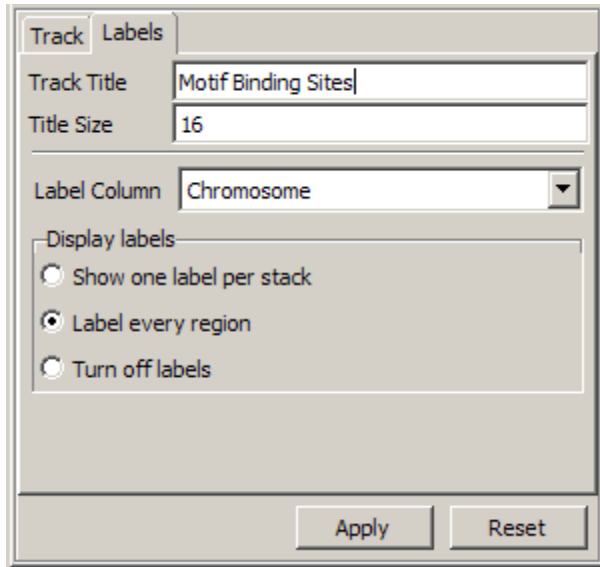 Track Labels
Track Title Motif Binding Sites
Title Size 16
Label Column Chromosome
Display labels
Show one label per stack
Label every region
Turn off labels
Apply Reset